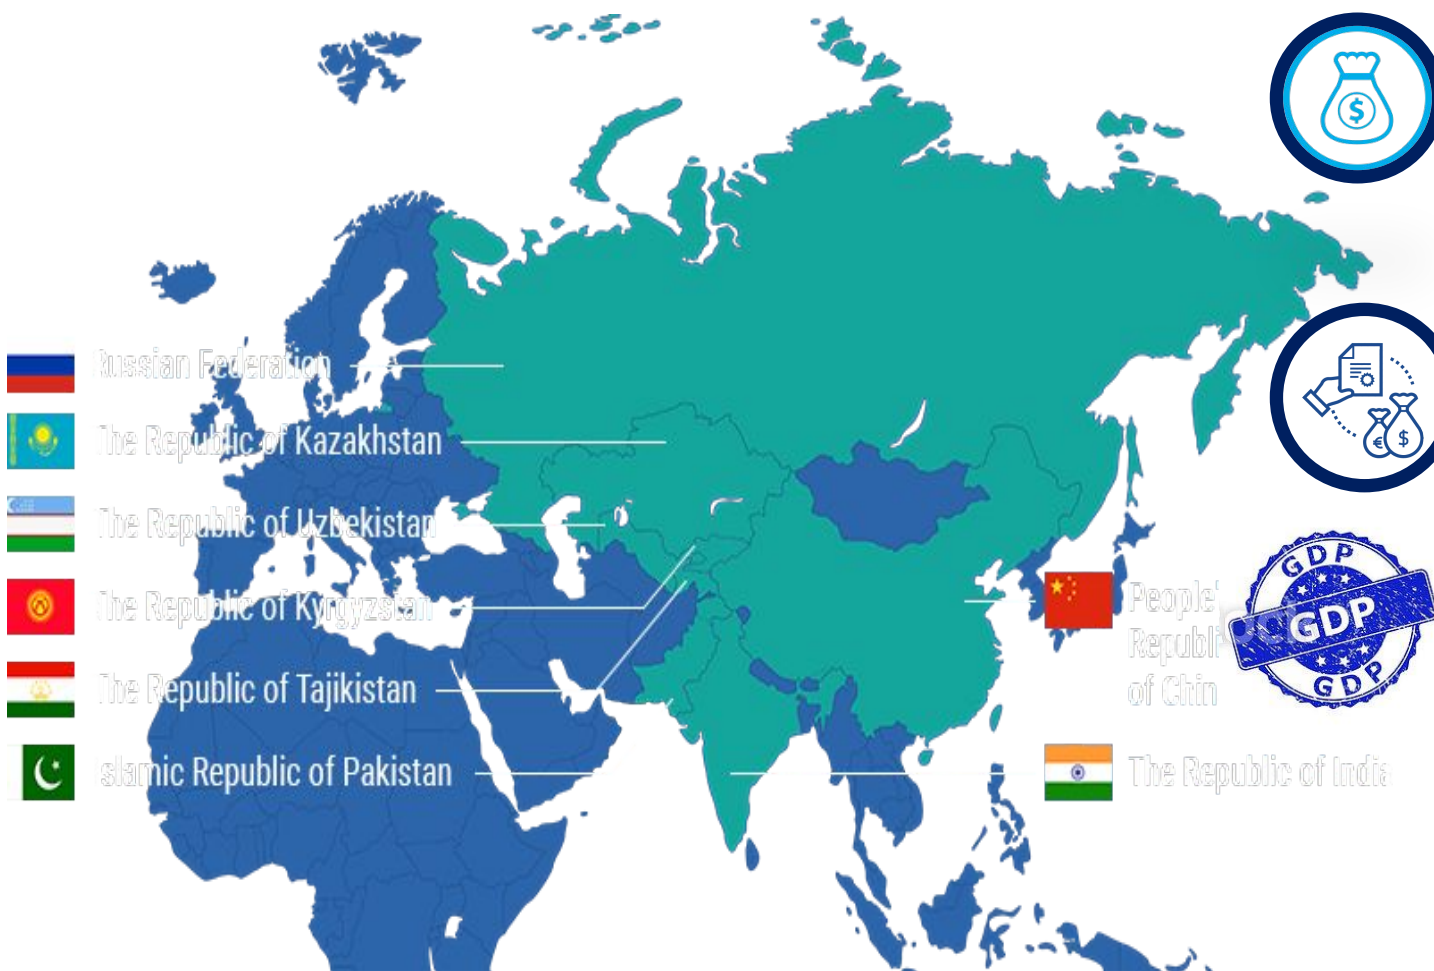 Russian Federation
The Republic of Kazakhstan
The Republic of Uzbekistan
The Republic of Kyrgyzstan
The Republic of Tajikistan
Islamic Republic of Pakistan
$
€ $
GDP
GDP
GDP
People'
Republi
of Chin
The Republic of India